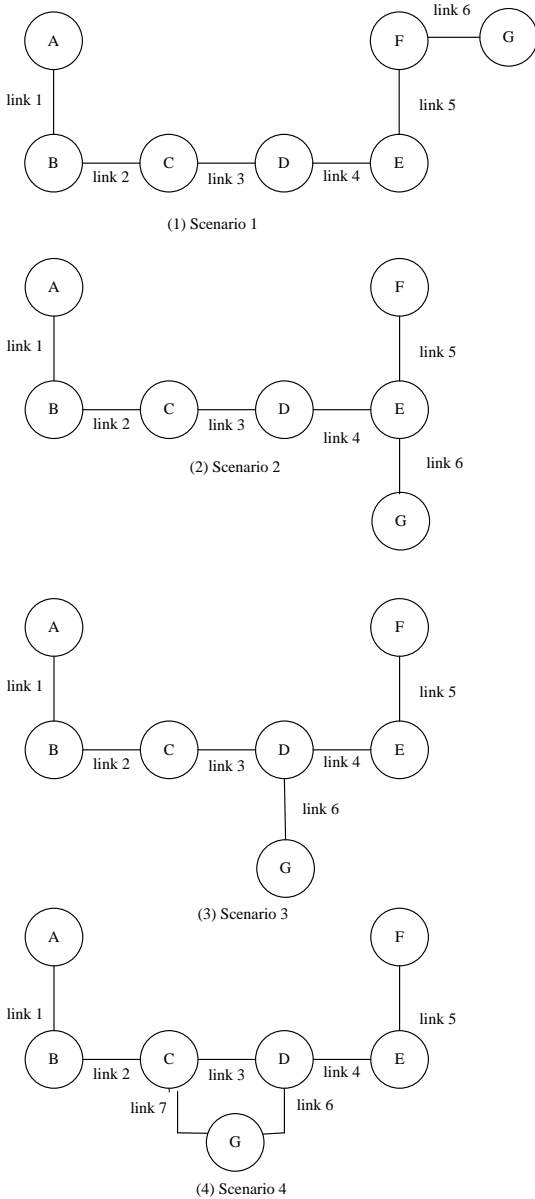 link 6
A
F
G
link 1
link 5
B
C
D
E
link 2
link 3
link 4
(1) Scenario 1
A
F
link 1
link 5
B
C
D
E
link 2
link 3
link 4
(2) Scenario 2
link 6
G
A
F
link 1
link 5
B
C
D
E
link 2
link 3
link 4
link 6
G
(3) Scenario 3
A
F
link 1
link 5
B
C
D
E
link 2
link 3
link 4
link 7
link 6
G
(4) Scenario 4